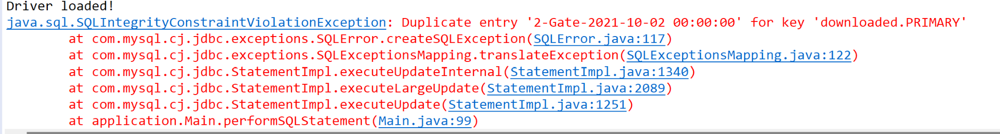 Driver loaded!
java.sql.SQLIntegrityConstraintViolationException: Duplicate entry '2-Gate-2021-10-02 00:00:00' for key 'downloaded.PRIMARY'
at com.mysql.cj.jdbc.exceptions.SQLError.createSQLException(SQLError.java:117)
at com.mysql.cj.jdbc.exceptions.SQLExceptionsMapping.translateException(SQLExceptionsMapping.java:122)
at com.mysql.cj.jdbc.StatementImpl.executeUpdateInternal(StatementImpl.java:1340)
at com.mysql.cj.jdbc.StatementImpl.executeLargeUpdate(StatementImpl.java:2089)
at com.mysql.cj.jdbc.StatementImpl.executeUpdate(StatementImpl.java:1251)
at application.Main.performSQLStatement(Main.java:99)